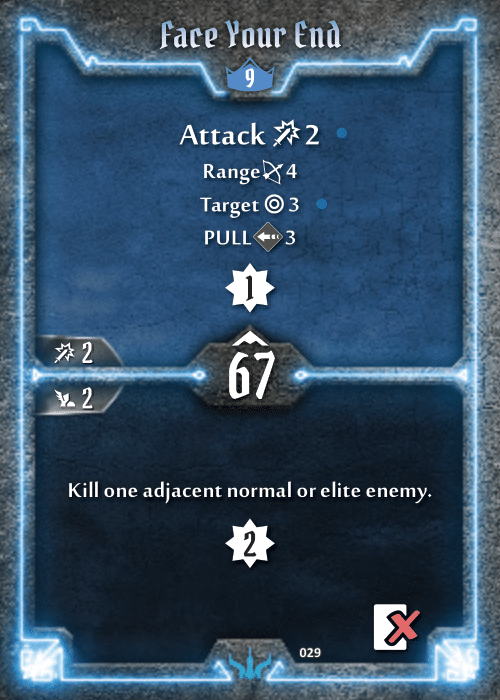 Face Your End
9
Attack 2
Range 4
Target 3
PULL 3
1
2
67
2
Kill one adjacent normal or elite enemy.
2
029